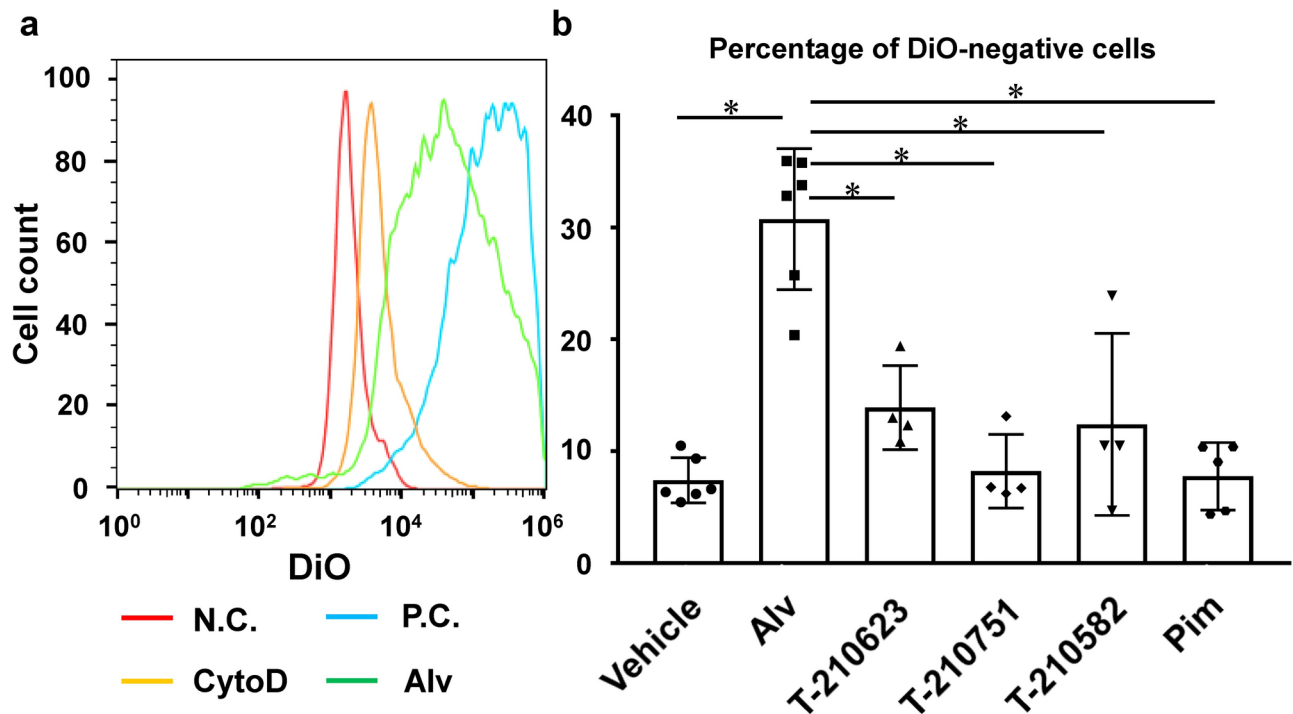 a
100
80
60
40
20
0
Cell count
10^0 10^2 10^4 10^6
DiO
N.C. P.C.
CytoD Alv
b
Percentage of DiO-negative cells
* *
*
*
*
40
30
20
10
0
Vehicle Alv T-210623 T-210751 T-210582 Pim